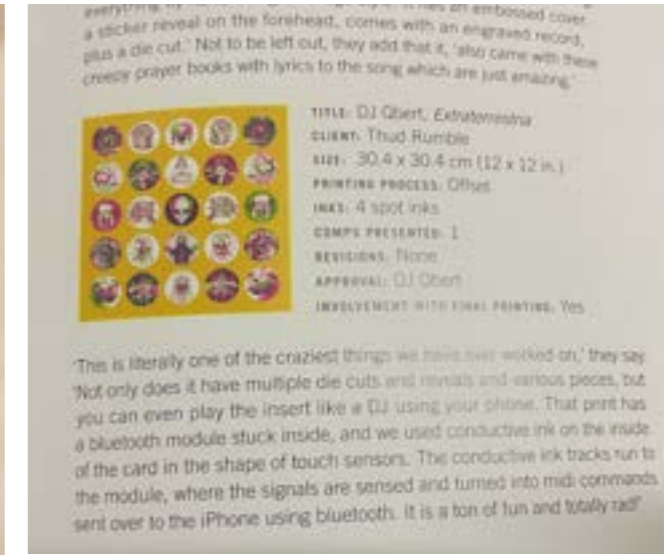 a sticker reveal on the forehead, comes with an engraved record,
plus a die cut.' Not to be left out, they add that it, 'also came with these
creepy prayer books with lyrics to the song which are just amazing.'
TITLE: DJ Qbert, Extraterrestria
CLIENT: Thud Rumble
SIZE: 30.4 x 30.4 cm (12 x 12 in.)
PRINTING PROCESS: Offset
INKS: 4 spot inks
COMPS PRESENTED: 1
REVISIONS: None
APPROVAL: DJ Qbert
INVOLVEMENT WITH FINAL PRINTING: Yes
'This is literally one of the craziest things we have ever worked on,' they say.
'Not only does it have multiple die cuts and reveals and various pieces, but
you can even play the insert like a DJ using your phone. That print has
a bluetooth module stuck inside, and we used conductive ink on the inside
of the card in the shape of touch sensors. The conductive ink tracks run to
the module, where the signals are sensed and turned into midi commands
sent over to the iPhone using bluetooth. It is a ton of fun and totally rad!'